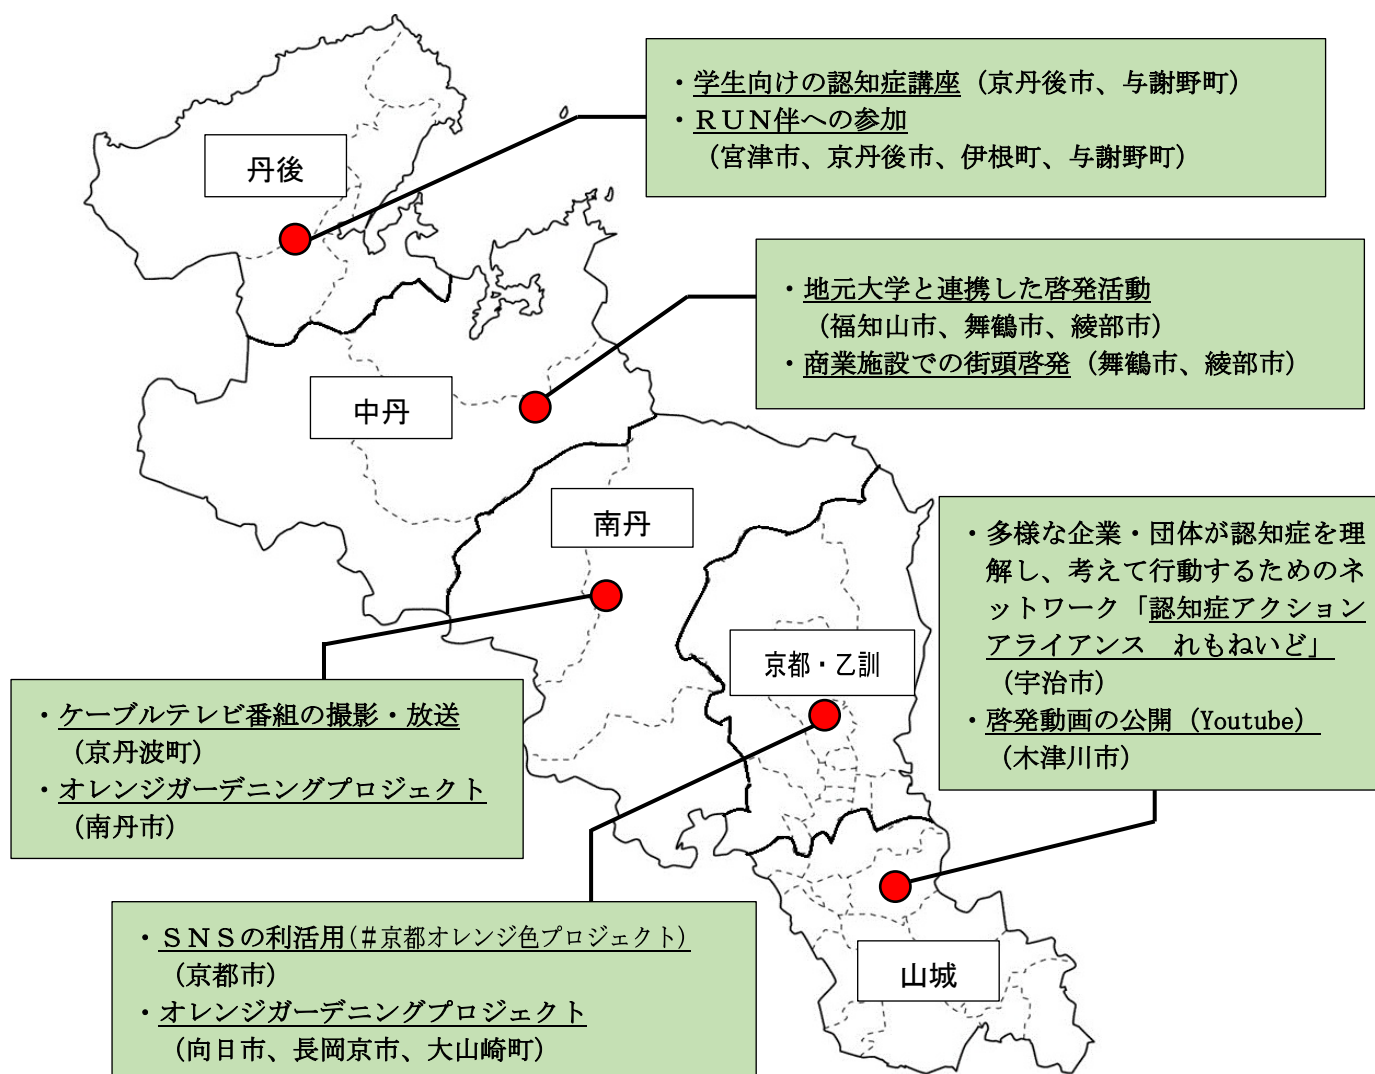 ・学生向けの認知症講座（京丹後市、与謝野町）
・ＲＵＮ伴への参加
（宮津市、京丹後市、伊根町、与謝野町）
丹後
・地元大学と連携した啓発活動
（福知山市、舞鶴市、綾部市）
・商業施設での街頭啓発（舞鶴市、綾部市）
中丹
南丹
・多様な企業・団体が認知症を理
解し、考えて行動するためのネ
ットワーク「認知症アクション
アライアンス　れもねいど」
（宇治市）
・啓発動画の公開（Youtube）
（木津川市）
京都・乙訓
・ケーブルテレビ番組の撮影・放送
（京丹波町）
・オレンジガーデニングプロジェクト
（南丹市）
・ＳＮＳの利活用(＃京都オレンジ色プロジェクト)
（京都市）
・オレンジガーデニングプロジェクト
（向日市、長岡京市、大山崎町）
山城